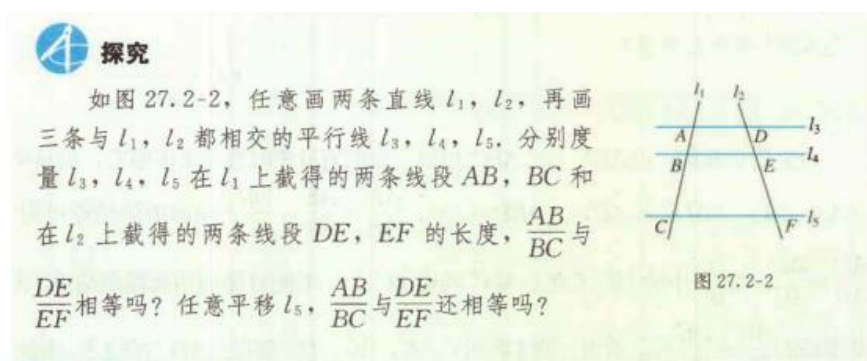 探究
如图 27.2-2，任意画两条直线 l₁，l₂，再画
三条与 l₁，l₂ 都相交的平行线 l₃，l₄，l₅．分别度
量 l₃，l₄，l₅ 在 l₁ 上截得的两条线段 AB，BC 和
在 l₂ 上截得的两条线段 DE，EF 的长度，AB/BC 与
DE/EF 相等吗？任意平移 l₅，AB/BC 与 DE/EF 还相等吗？
l₁ l₂
A D l₃
B E l₄
C F l₅
图 27.2-2